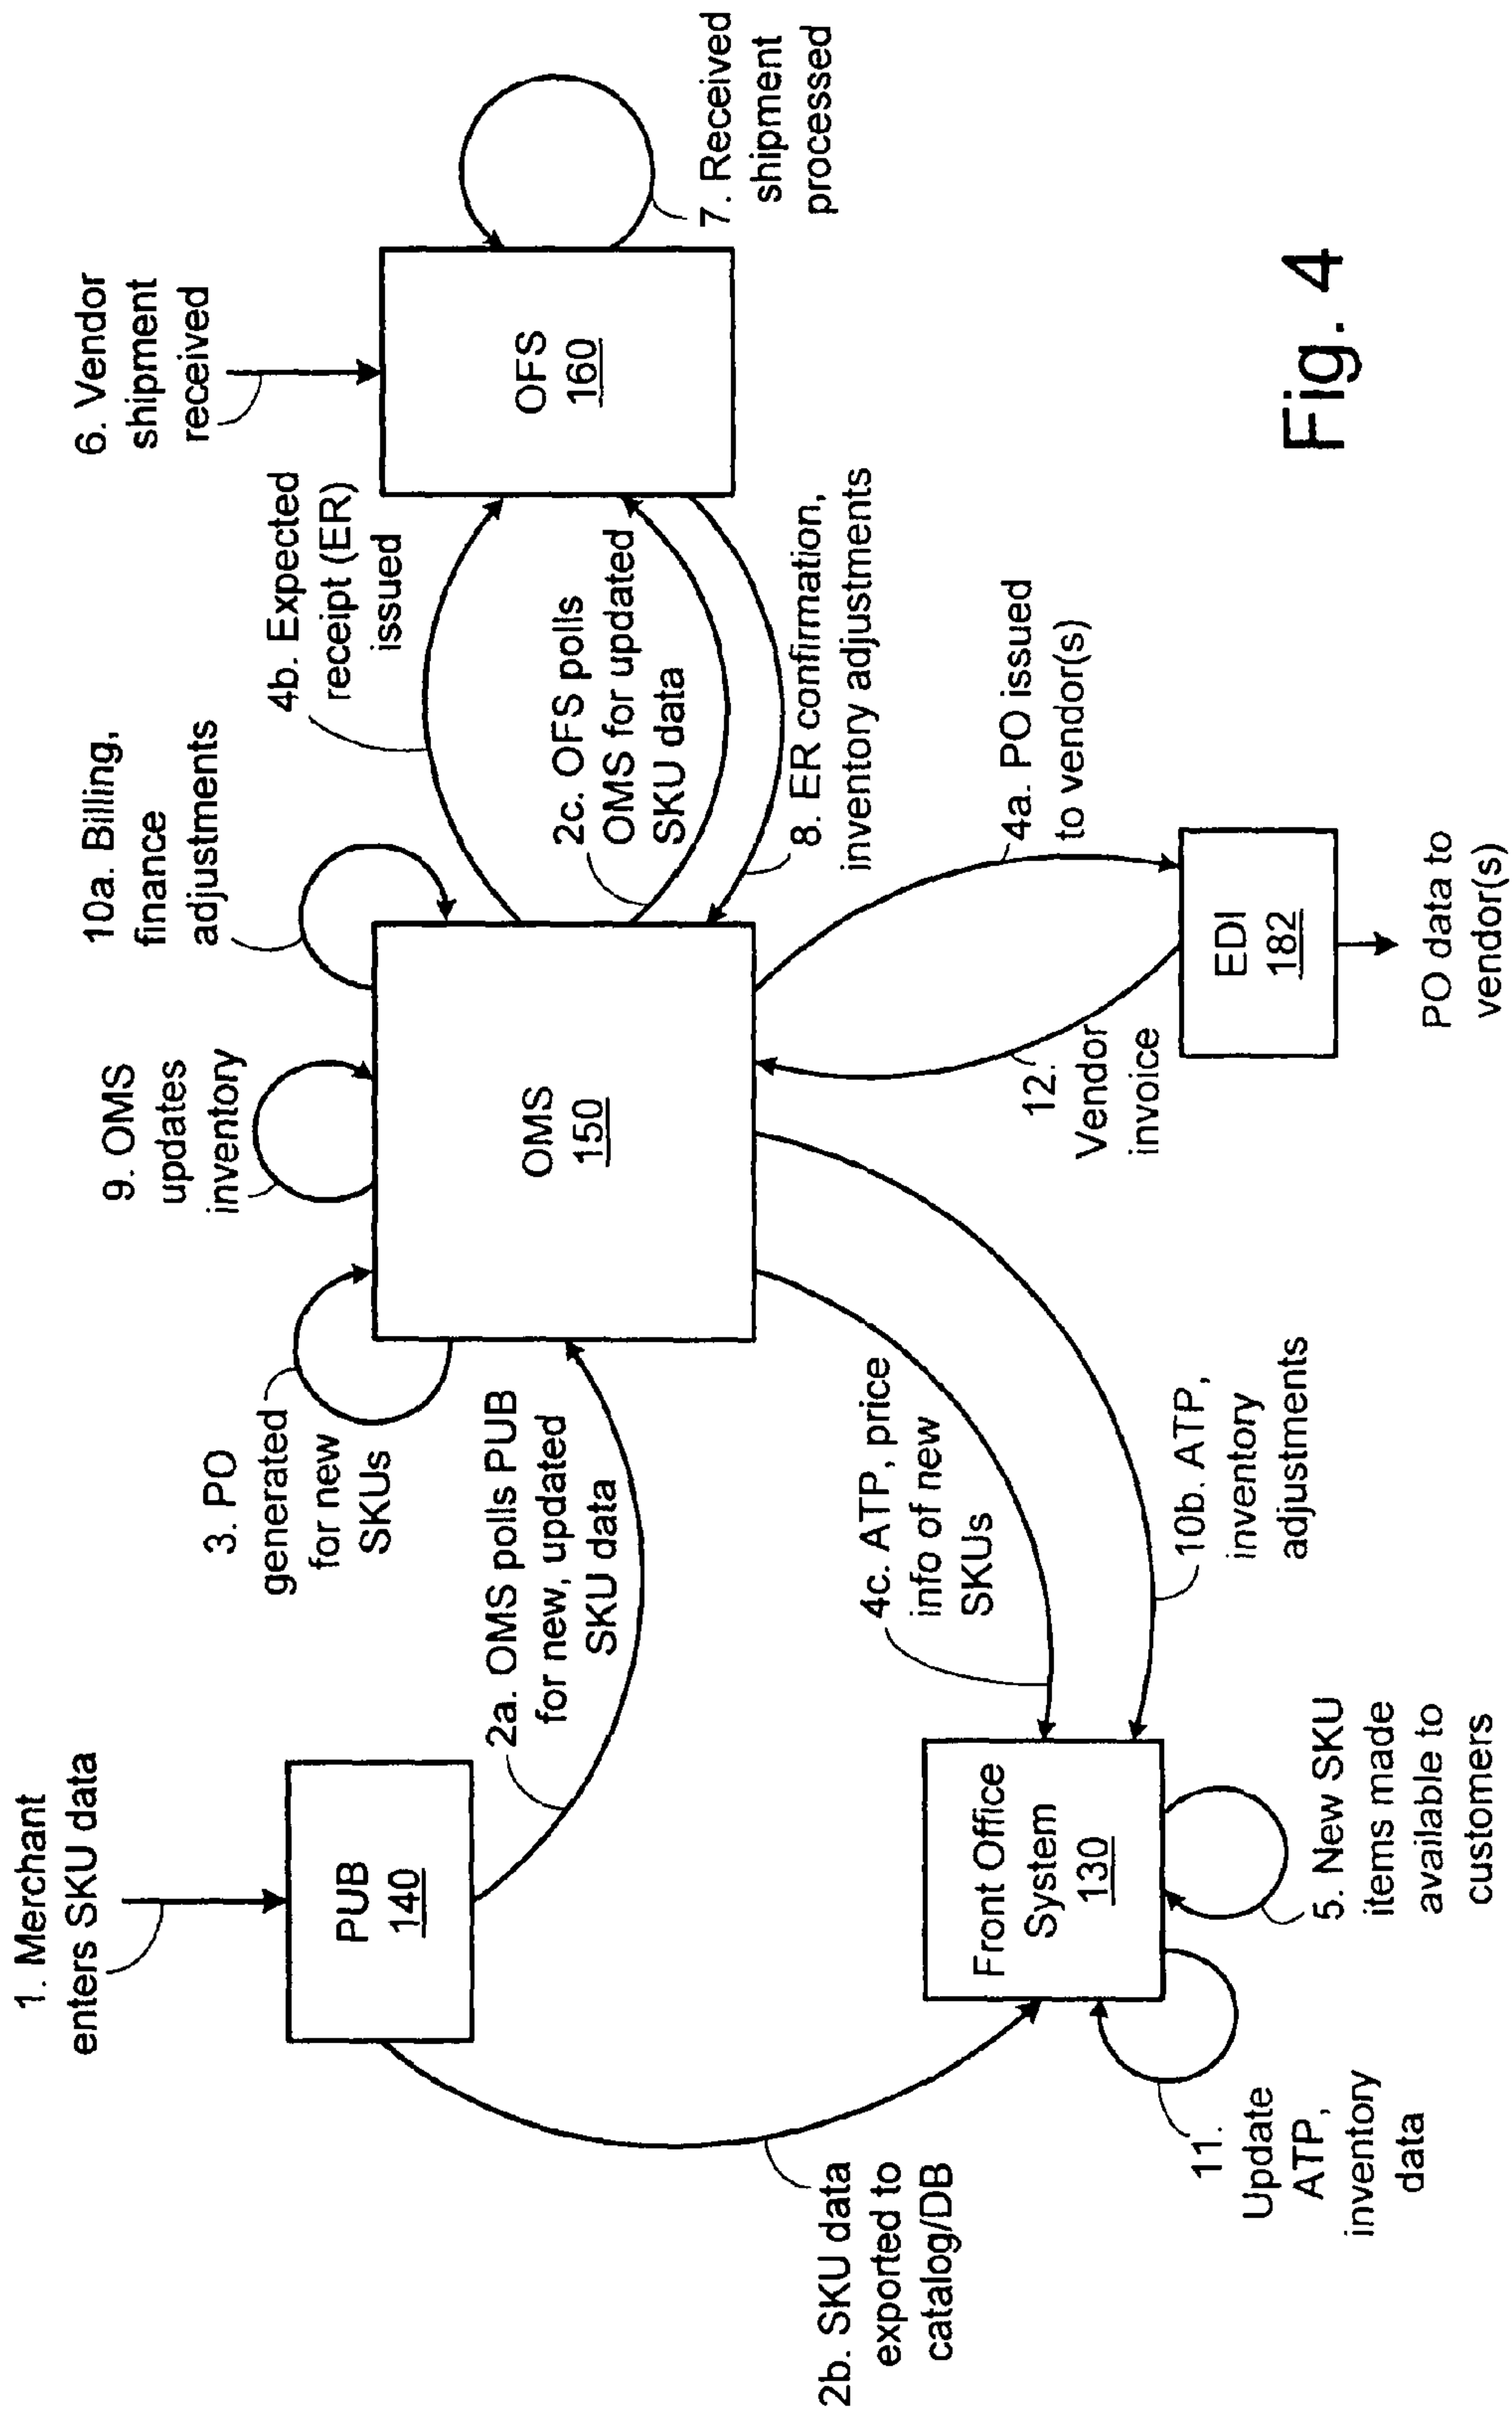 1. Merchant
enters SKU data
PUB
140
2a. OMS polls PUB
for new, updated
SKU data
2b. SKU data
exported to
catalog/DB
3. PO
generated
for new
SKUs
9. OMS
updates
inventory
10a. Billing,
finance
adjustments
OMS
150
4b. Expected
receipt (ER)
issued
2c. OFS polls
OMS for updated
SKU data
8. ER confirmation,
inventory adjustments
6. Vendor
shipment
received
OFS
160
7. Received
shipment
processed
4c. ATP, price
info of new
SKUs
10b. ATP,
inventory
adjustments
Front Office
System
130
11.
Update
ATP,
inventory
data
5. New SKU
items made
available to
customers
12.
Vendor
invoice
4a. PO issued
to vendor(s)
EDI
182
PO data to
vendor(s)
Fig. 4